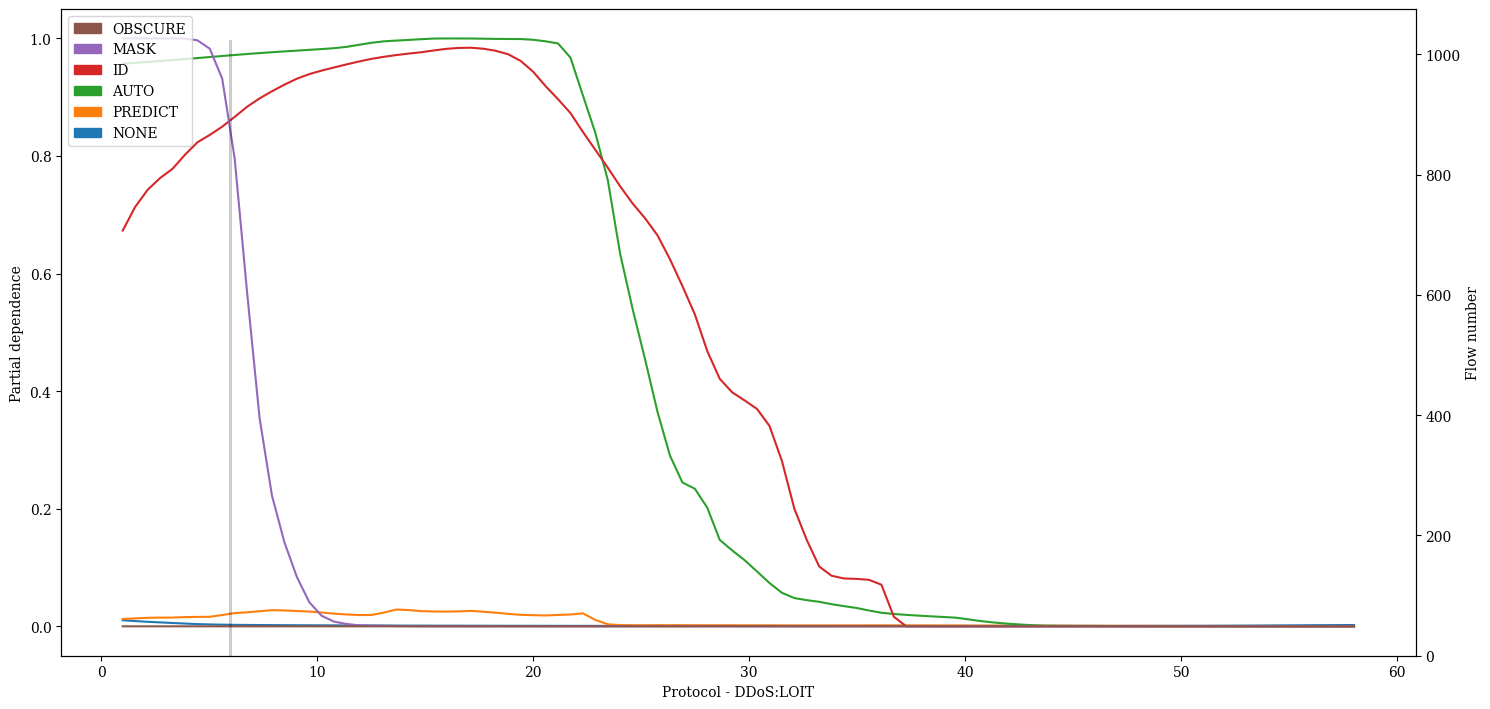 OBSCURE
MASK
ID
AUTO
PREDICT
NONE
Partial dependence
1.0
0.8
0.6
0.4
0.2
0.0
0
10
20
30
40
50
60
Protocol - DDoS:LOIT
1000
800
600
400
200
0
Flow number